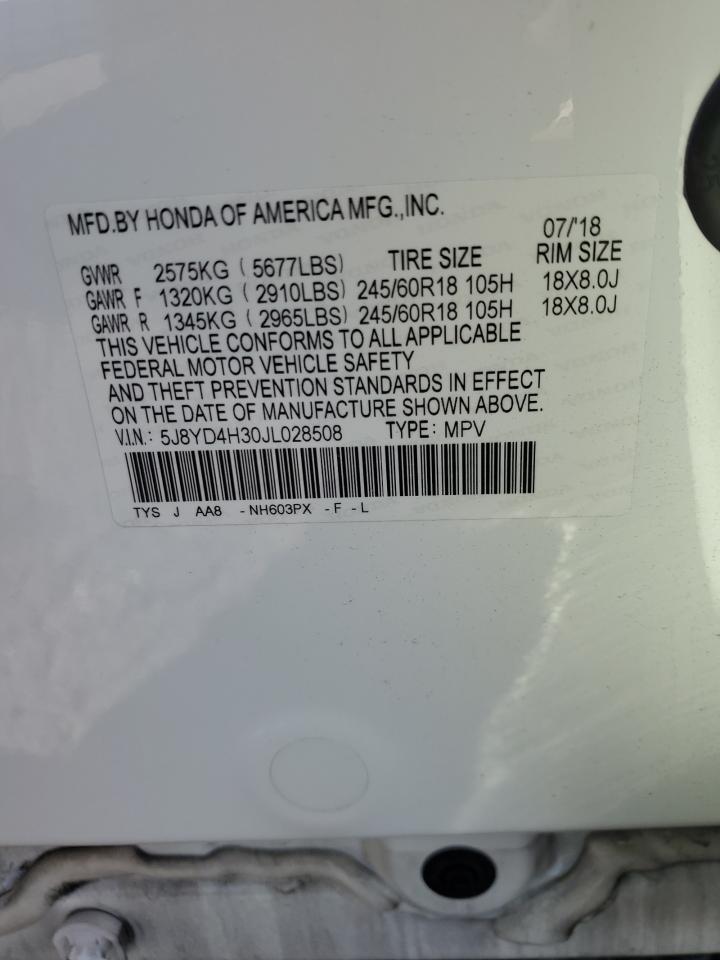 MFD.BY HONDA OF AMERICA MFG.,INC.
07/'18
GVWR 2575KG ( 5677LBS) TIRE SIZE RIM SIZE
GAWR F 1320KG ( 2910LBS) 245/60R18 105H 18X8.0J
GAWR R 1345KG ( 2965LBS) 245/60R18 105H 18X8.0J
THIS VEHICLE CONFORMS TO ALL APPLICABLE
FEDERAL MOTOR VEHICLE SAFETY
AND THEFT PREVENTION STANDARDS IN EFFECT
ON THE DATE OF MANUFACTURE SHOWN ABOVE.
V.I.N.: 5J8YD4H30JL028508 TYPE: MPV
TYS J AA8 -NH603PX -F -L